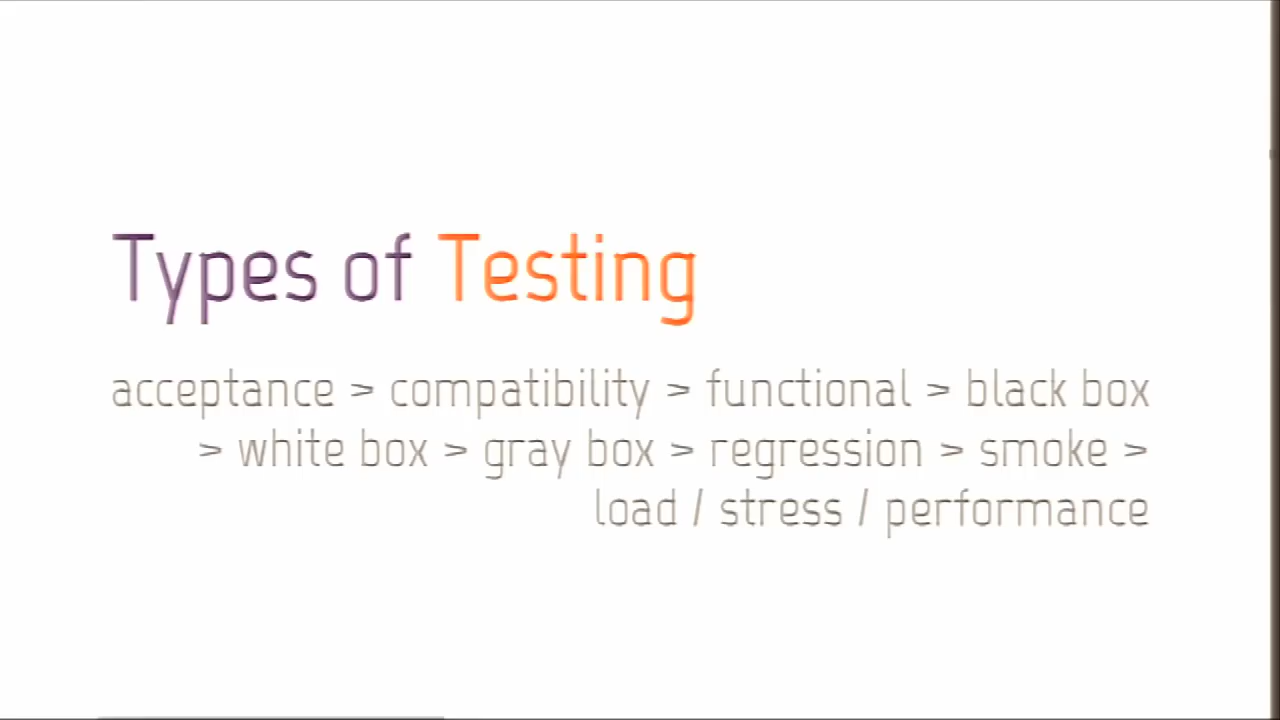 Types of Testing
acceptance > compatibility > functional > black box
> white box > gray box > regression > smoke >
load / stress / performance